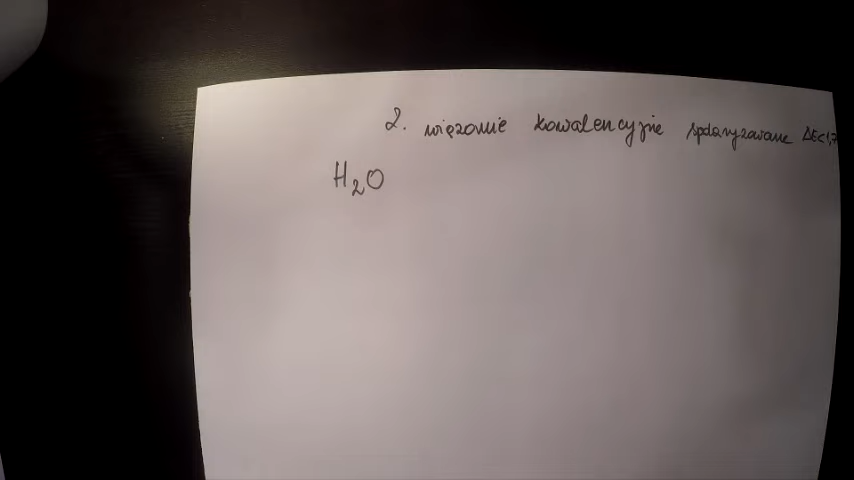 2. wiązanie kowalencyjne spolaryzowane ΔE<1,7
H₂O